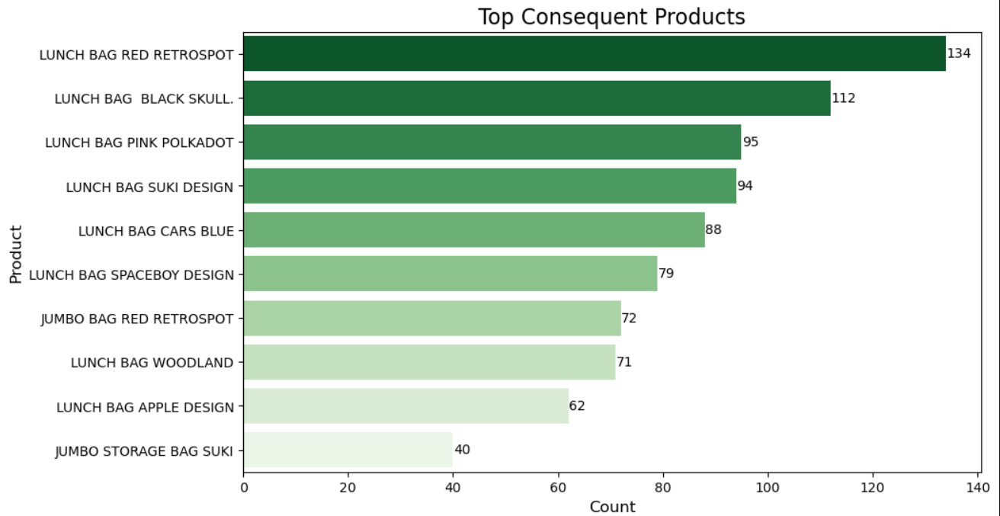 Top Consequent Products
LUNCH BAG RED RETROSPOT 134
LUNCH BAG  BLACK SKULL. 112
LUNCH BAG PINK POLKADOT 95
LUNCH BAG SUKI DESIGN 94
LUNCH BAG CARS BLUE 88
LUNCH BAG SPACEBOY DESIGN 79
JUMBO BAG RED RETROSPOT 72
LUNCH BAG WOODLAND 71
LUNCH BAG APPLE DESIGN 62
JUMBO STORAGE BAG SUKI 40
Product
0 20 40 60 80 100 120 140
Count